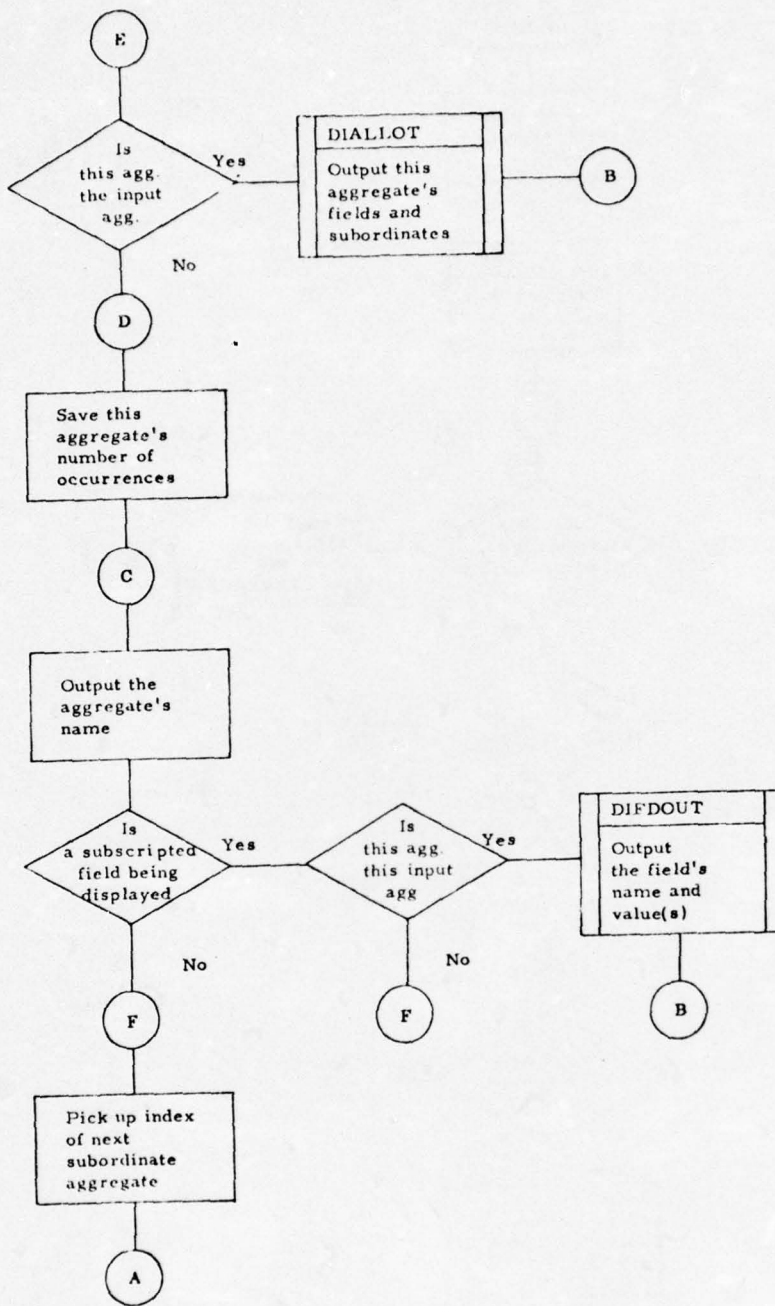 E
Is
this agg.
the input
agg.
Yes
DIALLOT
Output this
aggregate's
fields and
subordinates
B
No
D
Save this
aggregate's
number of
occurrences
C
Output the
aggregate's
name
Is
a subscripted
field being
displayed
Yes
Is
this agg.
this input
agg
Yes
DIFDOUT
Output
the field's
name and
value(s)
No
No
F
F
B
Pick up index
of next
subordinate
aggregate
A